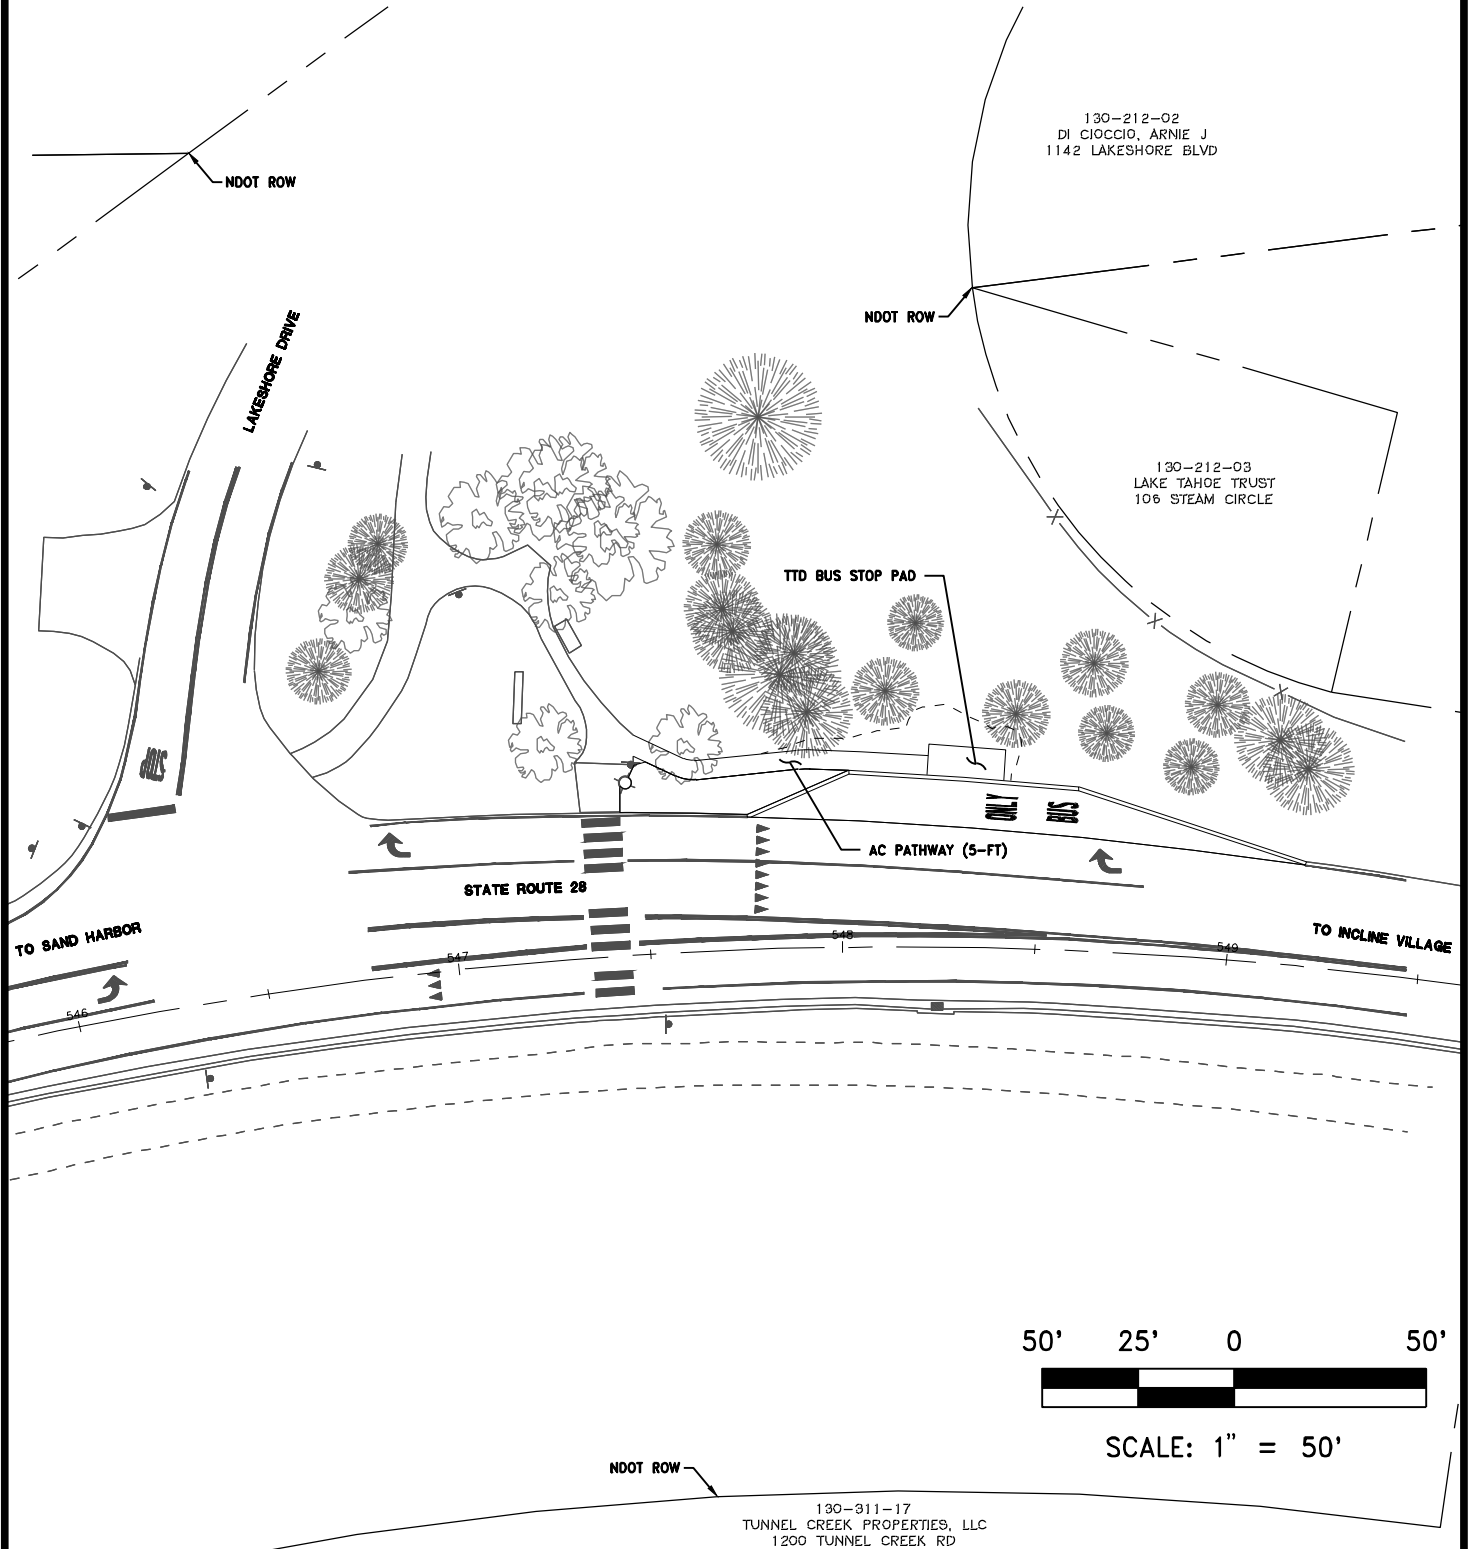 130-212-02
DI CIOCCIO, ARNIE J
1142 LAKESHORE BLVD
NDOT ROW
NDOT ROW
LAKESHORE DRIVE
130-212-03
LAKE TAHOE TRUST
106 STEAM CIRCLE
TTD BUS STOP PAD
STOP
ONLY
BUS
AC PATHWAY (5-FT)
STATE ROUTE 28
TO SAND HARBOR
TO INCLINE VILLAGE
546
547
548
549
50' 25' 0 50'
SCALE: 1" = 50'
NDOT ROW
130-311-17
TUNNEL CREEK PROPERTIES, LLC
1200 TUNNEL CREEK RD